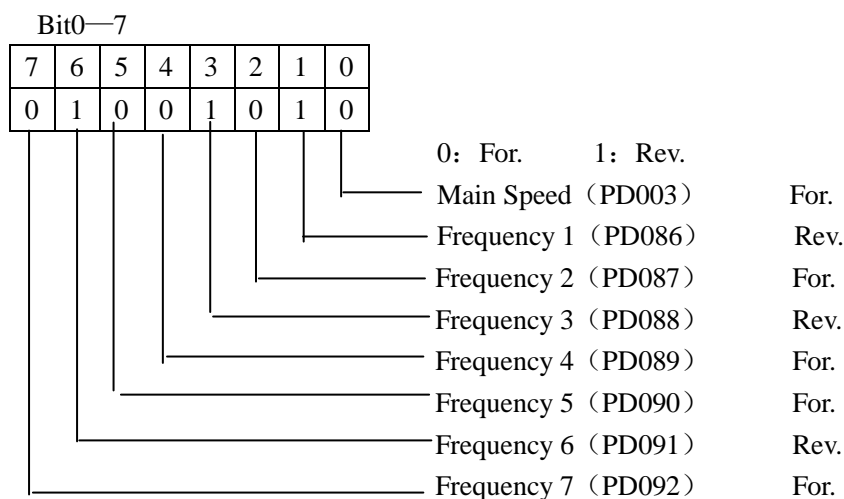 Bit0—7
7 6 5 4 3 2 1 0
0 1 0 0 1 0 1 0
0：For. 1：Rev.
Main Speed（PD003） For.
Frequency 1（PD086） Rev.
Frequency 2（PD087） For.
Frequency 3（PD088） Rev.
Frequency 4（PD089） For.
Frequency 5（PD090） For.
Frequency 6（PD091） Rev.
Frequency 7（PD092） For.